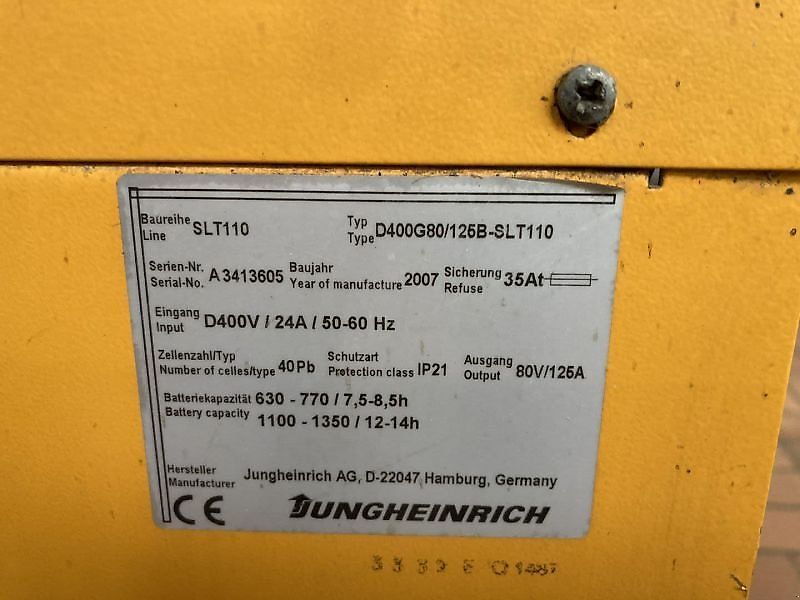 Baureihe
Line SLT110
Typ
Type D400G80/125B-SLT110
Serien-Nr.
Serial-No. A 3413605
Baujahr
Year of manufacture 2007
Sicherung
Refuse 35At
Eingang
Input D400V / 24A / 50-60 Hz
Zellenzahl/Typ
Number of celles/type 40Pb
Schutzart
Protection class IP21
Ausgang
Output 80V/125A
Batteriekapazität 630 - 770 / 7,5-8,5h
Battery capacity 1100 - 1350 / 12-14h
Hersteller
Manufacturer Jungheinrich AG, D-22047 Hamburg, Germany
CE JUNGHEINRICH